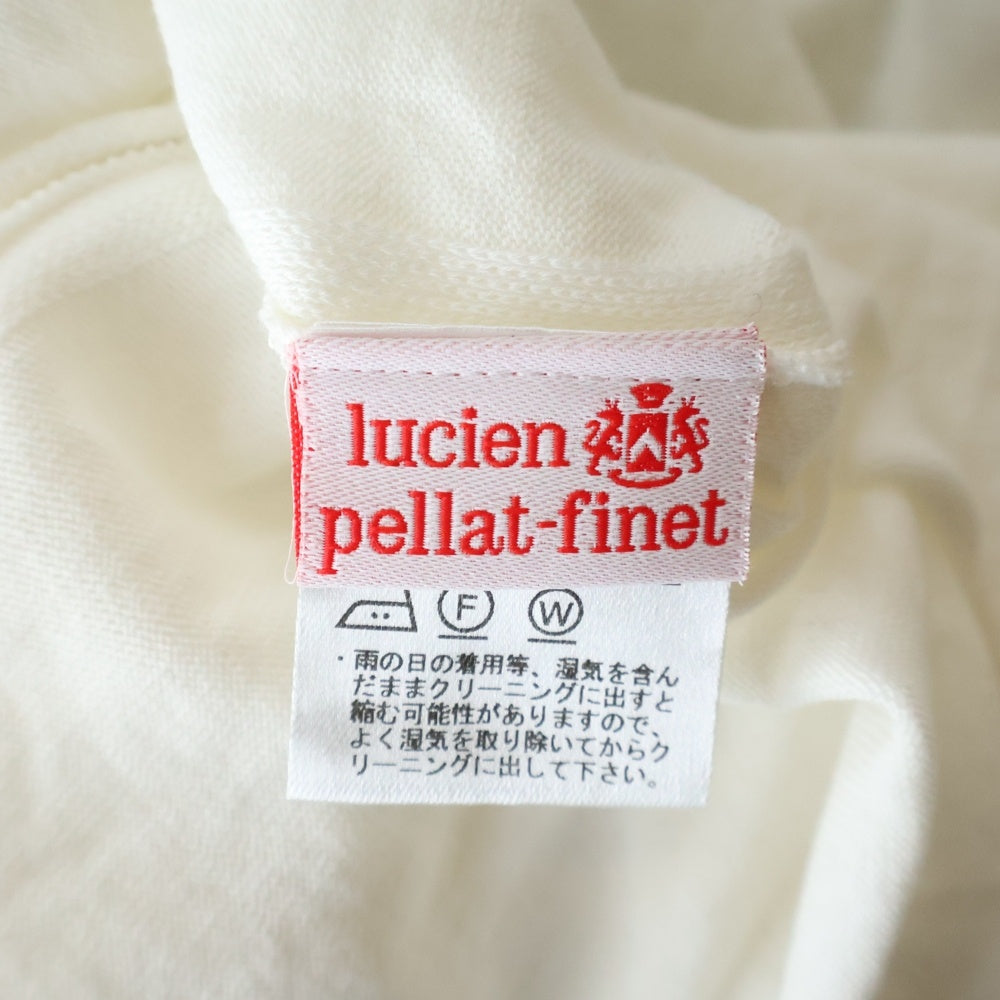 lucien
pellat-finet
F W
・雨の日の着用等、湿気を含ん
だままクリーニングに出すと
縮む可能性がありますので、
よく湿気を取り除いてからク
リーニングに出して下さい。